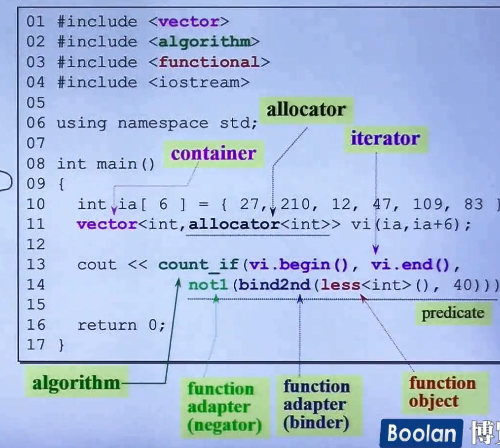 01 #include <vector>
02 #include <algorithm>
03 #include <functional>
04 #include <iostream>
05
allocator
06 using namespace std;
iterator
07
container
08 int main()
09 {
10 int ia[ 6 ] = { 27, 210, 12, 47, 109, 83 }
11 vector<int,allocator<int>> vi(ia,ia+6);
12
13 cout << count_if(vi.begin(), vi.end(),
14 not1(bind2nd(less<int>(), 40)))
15
predicate
16 return 0;
17 }
algorithm
function adapter (negator)
function adapter (binder)
function object
Boolan 博